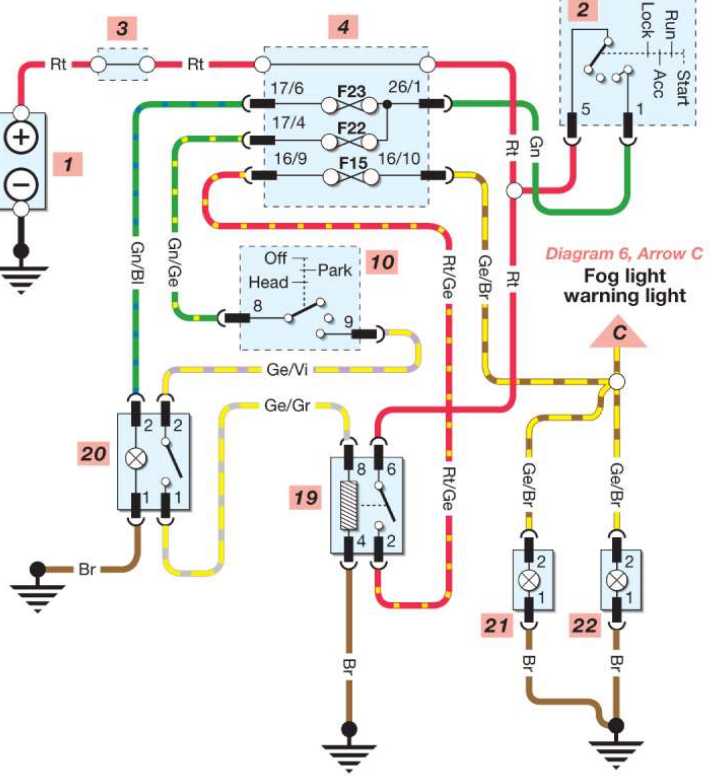 3
4
2
Lock
Run
Acc
Start
Rt
Rt
17/6
F23
26/1
17/4
F22
16/9
F15
16/10
5
1
+
−
1
Rt
Gn
Gn/Bl
Gn/Ge
Off
Park
Head
10
8
9
Rt/Ge
Ge/Br
Rt
Diagram 6, Arrow C
Fog light
warning light
C
Ge/Vi
Ge/Gr
20
2
2
1
1
19
8
6
4
2
Rt/Ge
Ge/Br
Ge/Br
2
2
1
1
21
22
Br
Br
Br
Br